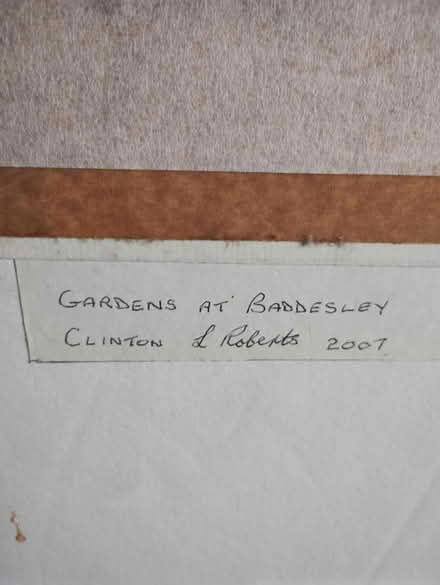 GARDENS AT BADDESLEY
CLINTON L Roberts 2007